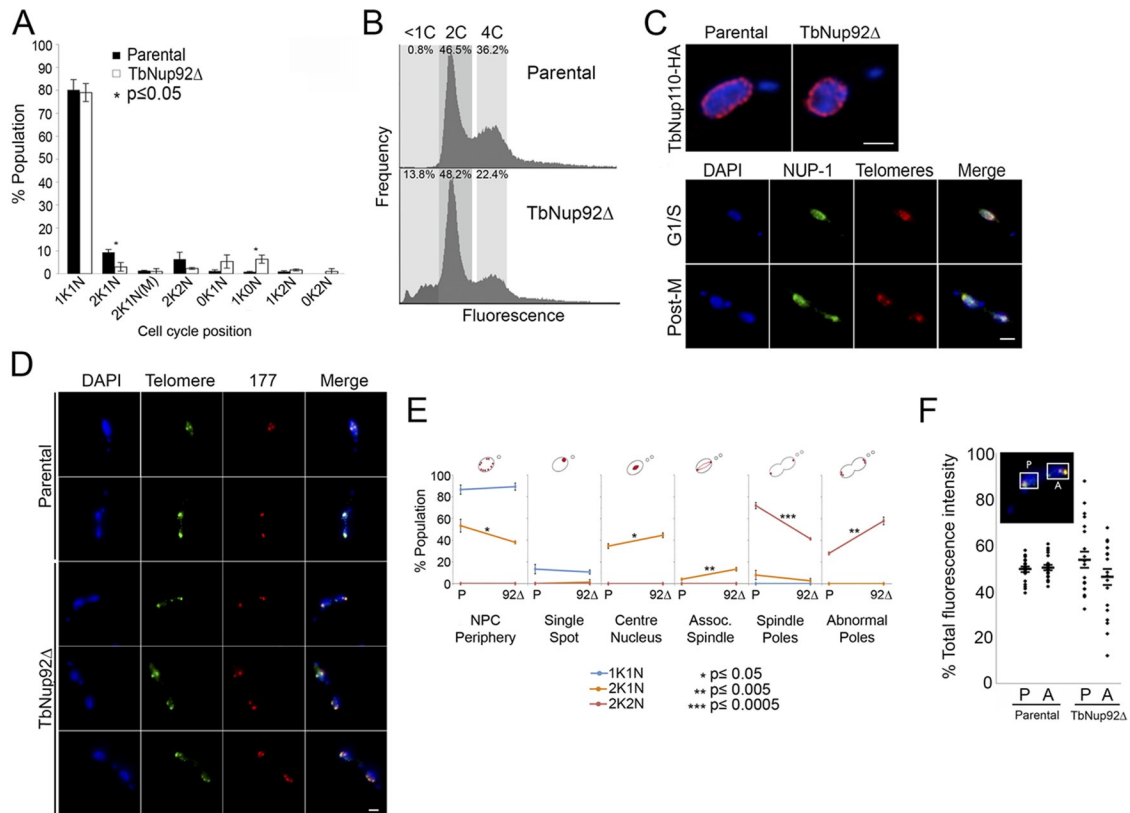 A
100
90
80
70
60
50
40
30
20
10
0
% Population
Parental
TbNup92Δ
* p≤0.05
*
*
1K1N
2K1N
2K1N(M)
2K2N
0K1N
1K0N
1K2N
0K2N
Cell cycle position
B
<1C 2C 4C
0.8% 46.5% 36.2%
Parental
13.8% 48.2% 22.4%
TbNup92Δ
Frequency
Fluorescence
C
Parental TbNup92Δ
TbNup110-HA
DAPI NUP-1 Telomeres Merge
G1/S
Post-M
D
DAPI Telomere 177 Merge
Parental
TbNup92Δ
E
% Population
100
80
60
40
20
0
* * ** *** **
P 92Δ P 92Δ P 92Δ P 92Δ P 92Δ P 92Δ
NPC Single Centre Assoc. Spindle Abnormal
Periphery Spot Nucleus Spindle Poles Poles
1K1N * p≤ 0.05
2K1N ** p≤ 0.005
2K2N *** p≤ 0.0005
F
% Total fluorescence intensity
100
80
60
40
20
0
P
A
P A P A
Parental TbNup92Δ